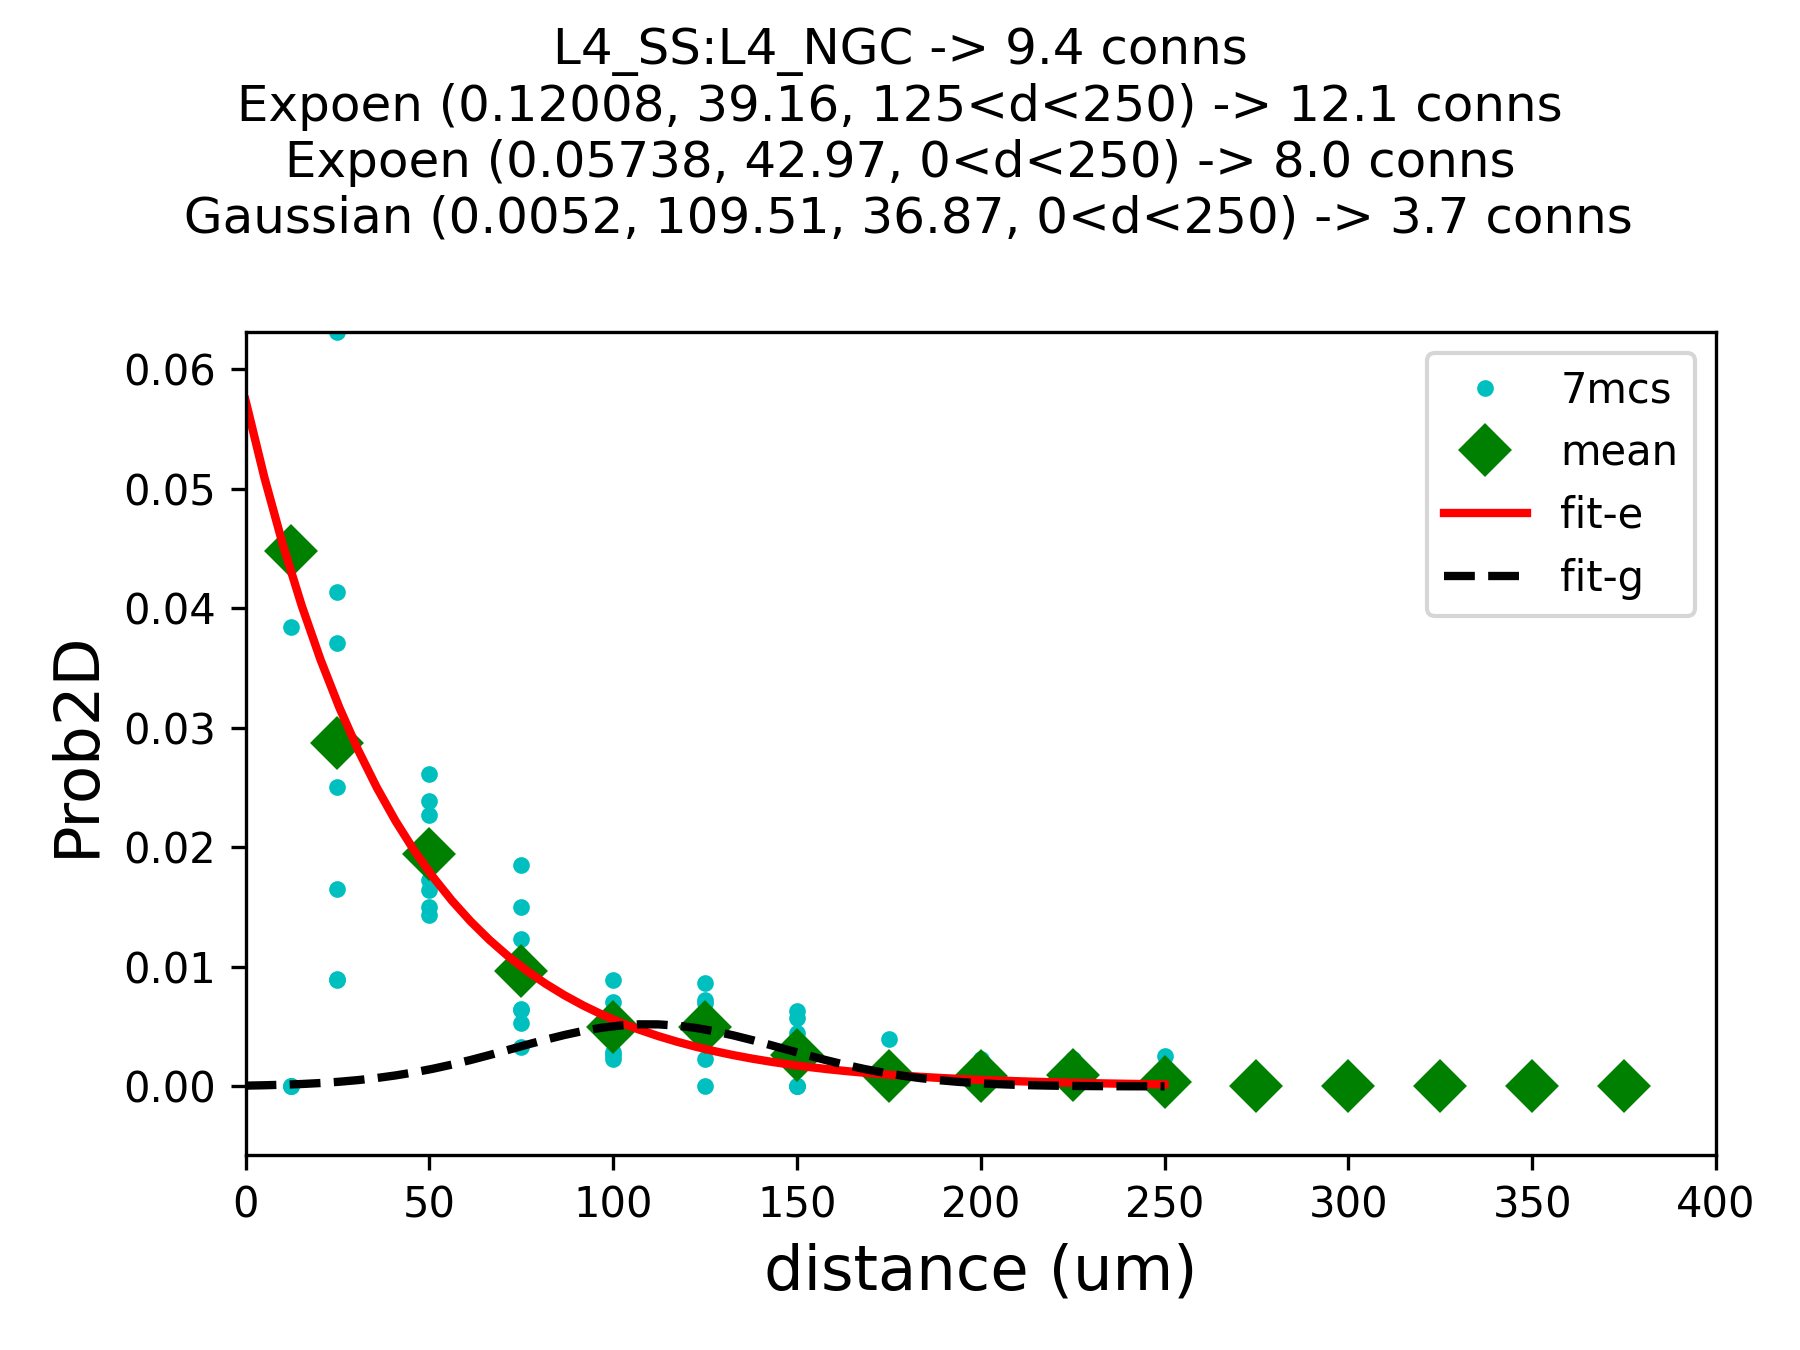 L4_SS:L4_NGC -> 9.4 conns
Expoen (0.12008, 39.16, 125<d<250) -> 12.1 conns
Expoen (0.05738, 42.97, 0<d<250) -> 8.0 conns
Gaussian (0.0052, 109.51, 36.87, 0<d<250) -> 3.7 conns
7mcs
mean
fit-e
fit-g
Prob2D
0.06
0.05
0.04
0.03
0.02
0.01
0.00
0 50 100 150 200 250 300 350 400
distance (um)